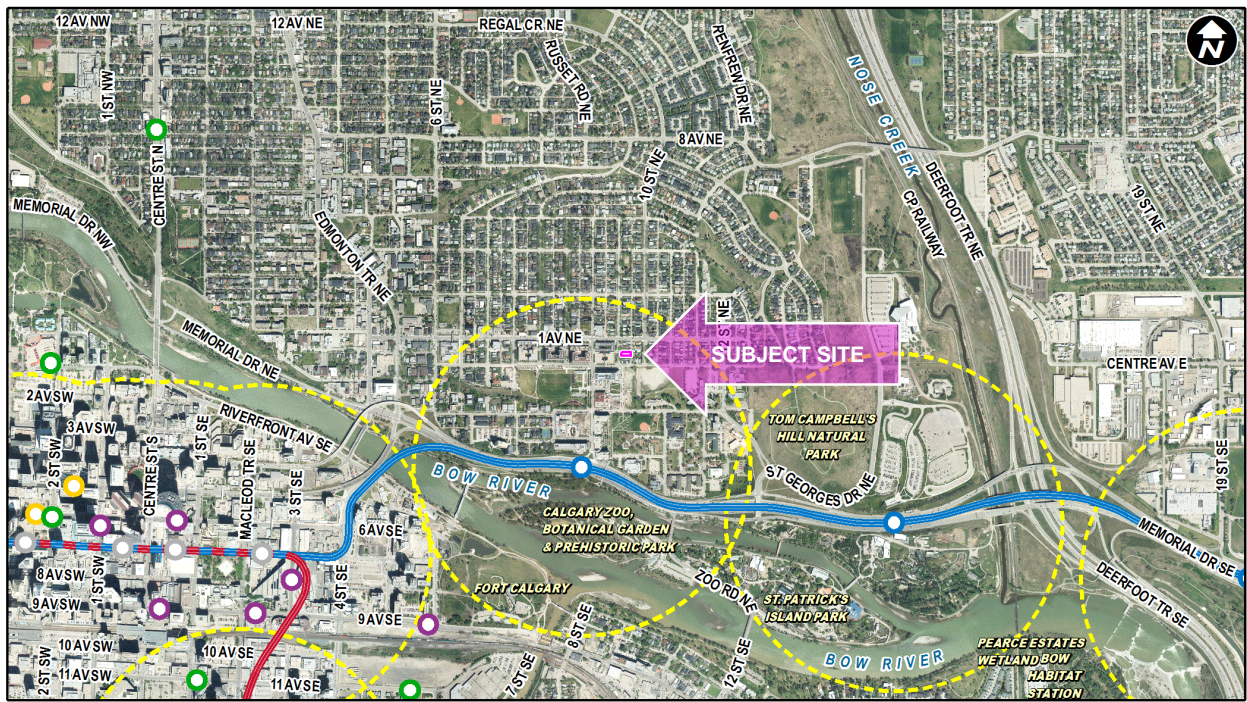 12 AV NW
12 AV NE
REGAL CR NE
N
1 ST NW
6 ST NE
RUSSET RD NE
RENFREW DR NE
NOSE CREEK
8 AV NE
CENTRE ST N
10 ST NE
DEERFOOT TR NE
19 ST NE
MEMORIAL DR NW
EDMONTON TR NE
CP RAILWAY
MEMORIAL DR NE
1 AV NE
SUBJECT SITE
CENTRE AV E
2 AV SW
3 AV SW
RIVERFRONT AV SE
2 ST SW
CENTRE ST S
1 ST SE
MACLEOD TR SE
3 ST SE
TOM CAMPBELL'S
HILL NATURAL
PARK
19 ST SE
BOW RIVER
ST GEORGES DR NE
CALGARY ZOO,
BOTANICAL GARDEN
& PREHISTORIC PARK
6 AV SE
MEMORIAL DR SE
8 AV SW
1 ST SW
4 ST SE
FORT CALGARY
ZOO RD NE
ST. PATRICK'S
ISLAND PARK
DEERFOOT TR SE
9 AV SW
9 AV SE
8 ST SE
10 AV SW
10 AV SE
12 ST SE
BOW RIVER
PEARCE ESTATES
WETLAND BOW
HABITAT
STATION
2 ST SW
11 AV SW
11 AV SE
7 ST SE